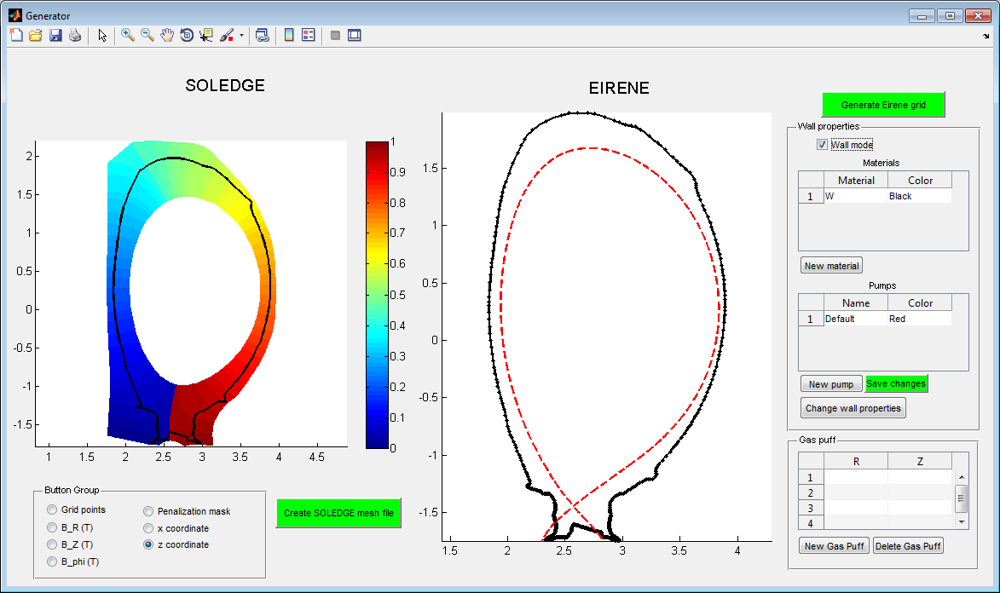 Generator
SOLEDGE
EIRENE
2
1.5
1
0.5
0
-0.5
-1
-1.5
1
1.5
2
2.5
3
3.5
4
4.5
1
0.9
0.8
0.7
0.6
0.5
0.4
0.3
0.2
0.1
0
1.5
1
0.5
0
-0.5
-1
-1.5
1.5
2
2.5
3
3.5
4
Generate Eirene grid
Wall properties
Wall mode
Materials
Material Color
1 W Black
New material
Pumps
Name Color
1 Default Red
New pump Save changes
Change wall properties
Gas puff
R Z
1
2
3
4
New Gas Puff Delete Gas Puff
Button Group
Grid points
B_R (T)
B_Z (T)
B_phi (T)
Penalization mask
x coordinate
z coordinate
Create SOLEDGE mesh file